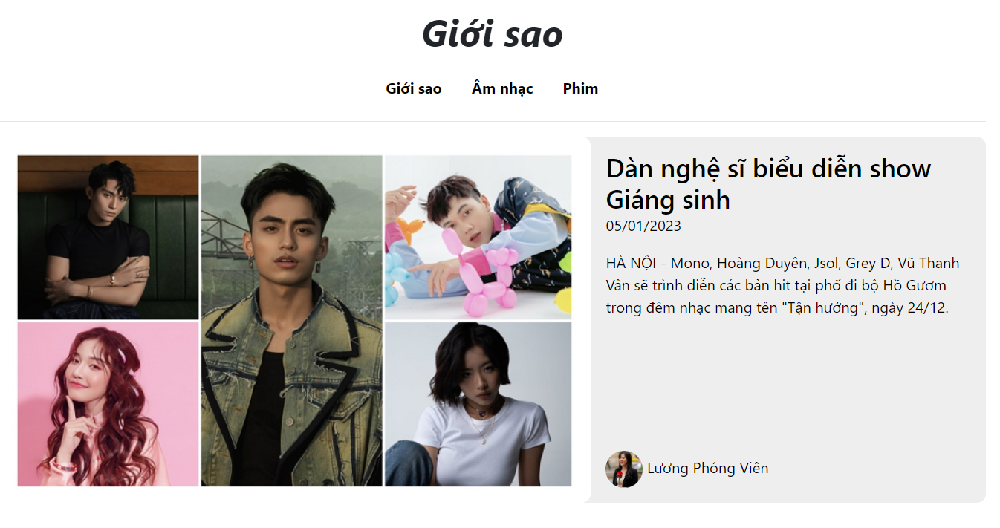 Giới sao
Giới sao Âm nhạc Phim
Dàn nghệ sĩ biểu diễn show
Giáng sinh
05/01/2023
HÀ NỘI - Mono, Hoàng Duyên, Jsol, Grey D, Vũ Thanh
Vân sẽ trình diễn các bản hit tại phố đi bộ Hồ Gươm
trong đêm nhạc mang tên "Tận hưởng", ngày 24/12.
Lương Phóng Viên